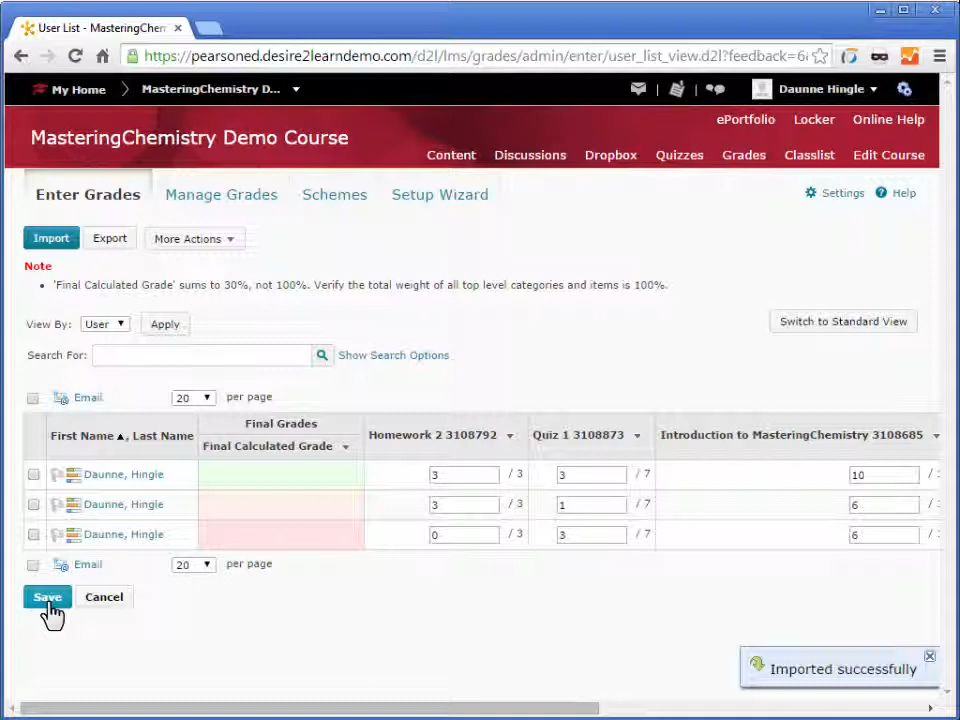 User List - MasteringChem
https://pearsoned.desire2learndemo.com/d2l/lms/grades/admin/enter/user_list_view.d2l?feedback=6
My Home
MasteringChemistry D...
Daunne Hingle
ePortfolio Locker Online Help
MasteringChemistry Demo Course
Content Discussions Dropbox Quizzes Grades Classlist Edit Course
Enter Grades Manage Grades Schemes Setup Wizard
Settings Help
Import Export More Actions
Note
'Final Calculated Grade' sums to 30%, not 100%. Verify the total weight of all top level categories and items is 100%.
View By: User Apply
Switch to Standard View
Search For: Show Search Options
Email 20 per page
Final Grades
First Name , Last Name Final Calculated Grade Homework 2 3108792 Quiz 1 3108873 Introduction to MasteringChemistry 3108685
Daunne, Hingle 3 / 3 3 / 7 10 /
Daunne, Hingle 3 / 3 1 / 7 6 /
Daunne, Hingle 0 / 3 3 / 7 6 /
Email 20 per page
Save Cancel
Imported successfully